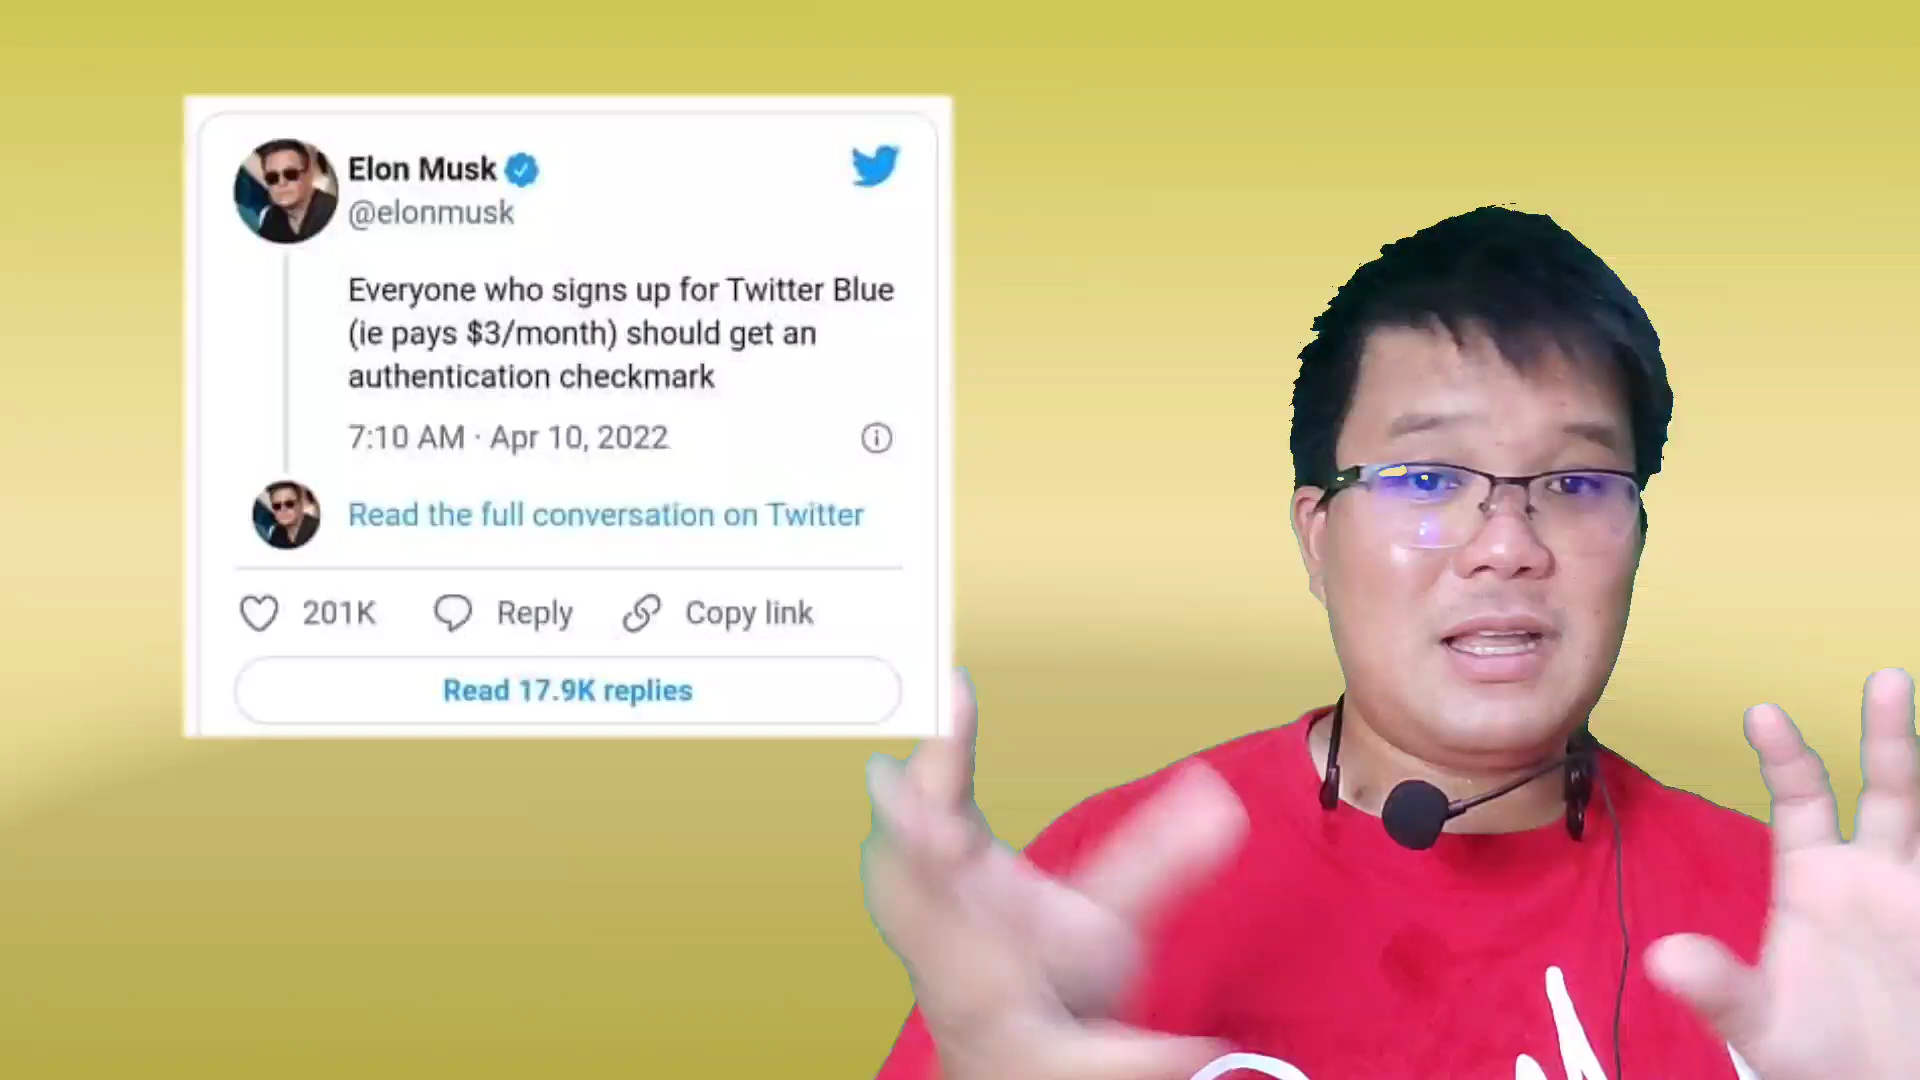 Elon Musk
@elonmusk
Everyone who signs up for Twitter Blue
(ie pays $3/month) should get an
authentication checkmark
7:10 AM · Apr 10, 2022
Read the full conversation on Twitter
201K Reply Copy link
Read 17.9K replies